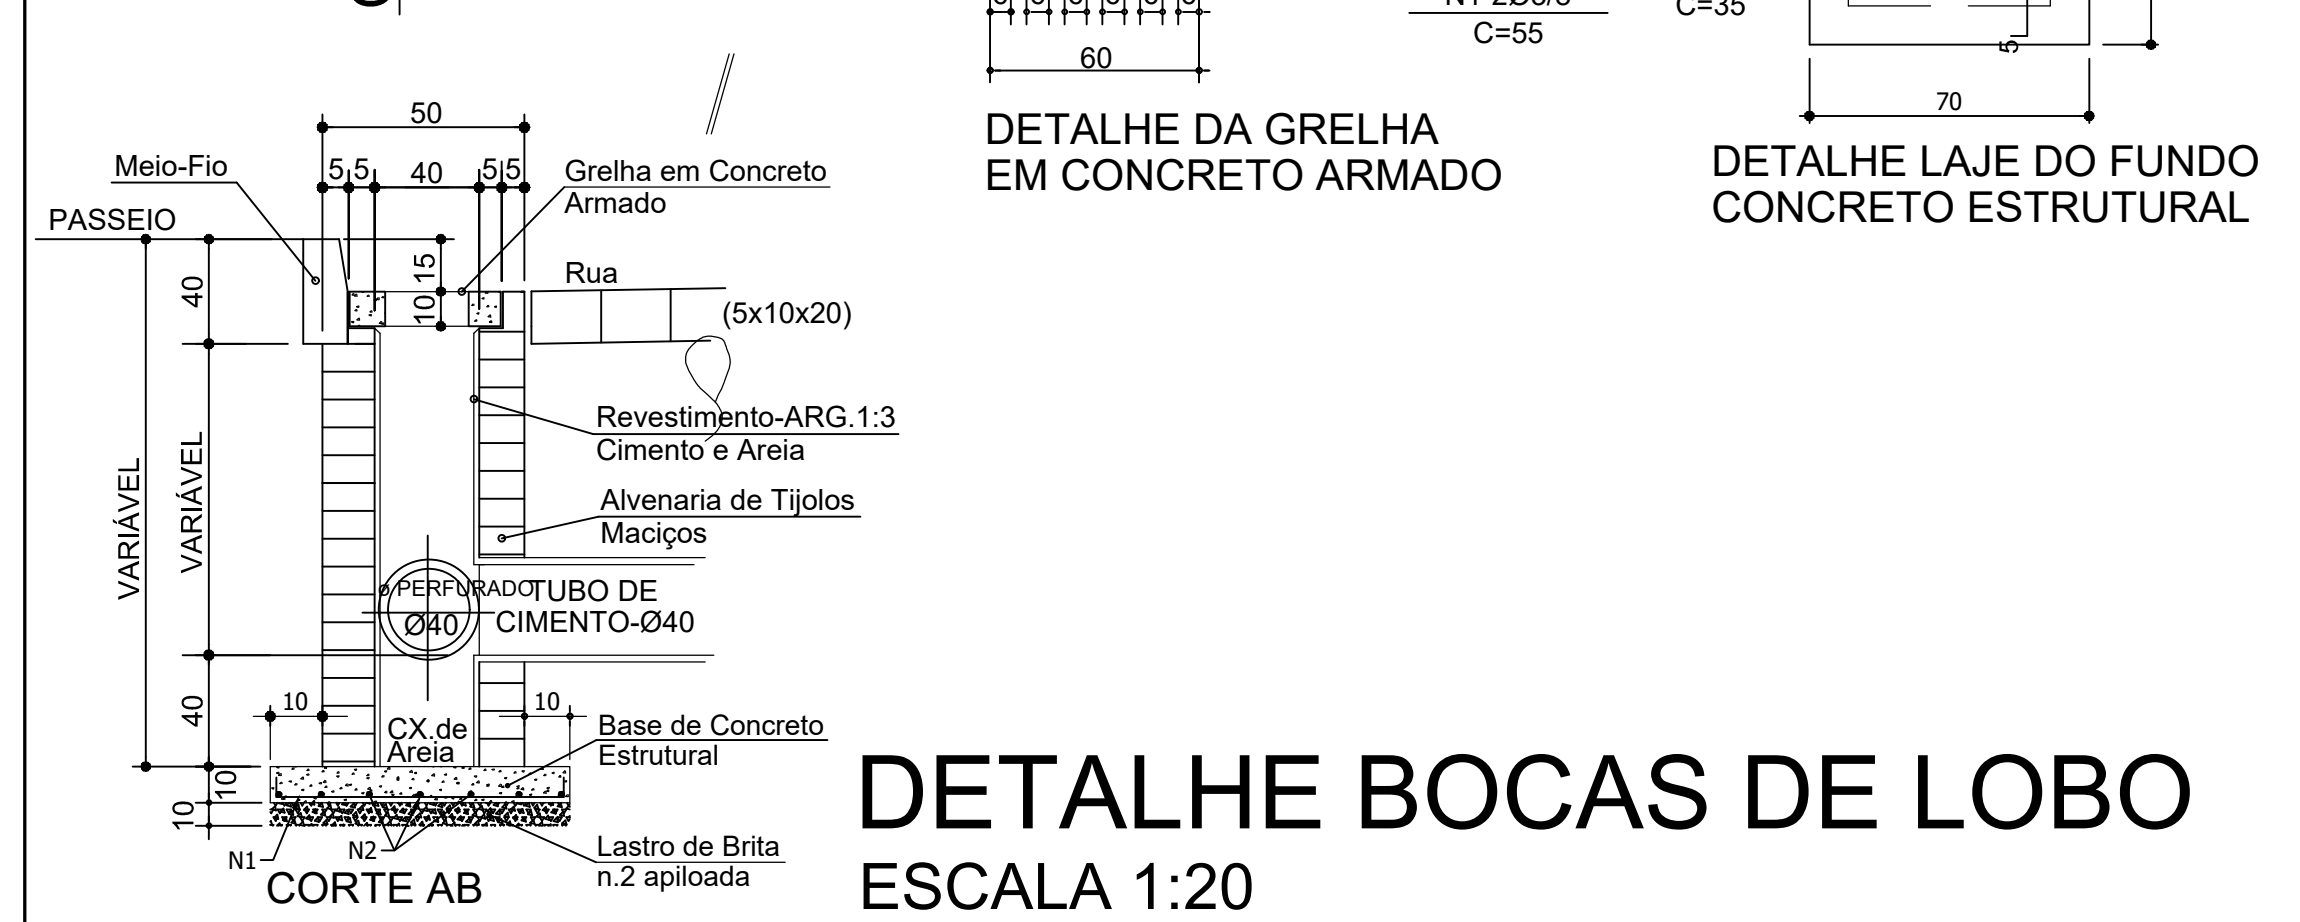 60
C=55
C=35
5
70
DETALHE DA GRELHA
EM CONCRETO ARMADO
DETALHE LAJE DO FUNDO
CONCRETO ESTRUTURAL
50
5 5 40 5 5
Meio-Fio
PASSEIO
Grelha em Concreto
Armado
40
15
10
Rua
(5x10x20)
Revestimento-ARG.1:3
Cimento e Areia
VARIÁVEL
VARIÁVEL
Alvenaria de Tijolos
Maciços
ø PERFURADO
Ø40
TUBO DE
CIMENTO-Ø40
40
10
10
CX.de
Areia
Base de Concreto
Estrutural
10
10
N1
N2
Lastro de Brita
n.2 apiloada
CORTE AB
DETALHE BOCAS DE LOBO
ESCALA 1:20